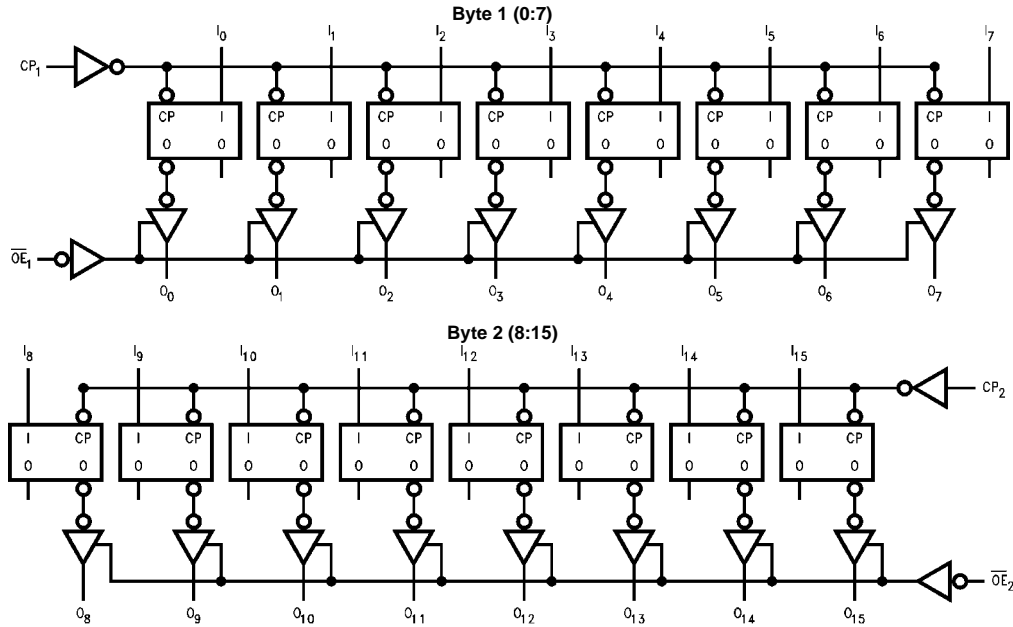 Byte 1 (0:7)
I0 I1 I2 I3 I4 I5 I6 I7
CP1
CP I CP I CP I CP I CP I CP I CP I CP I
O O O O O O O O O O O O O O O O
OE1
O0 O1 O2 O3 O4 O5 O6 O7
Byte 2 (8:15)
I8 I9 I10 I11 I12 I13 I14 I15
CP2
I CP I CP I CP I CP I CP I CP I CP I CP
O O O O O O O O O O O O O O O O
OE2
O8 O9 O10 O11 O12 O13 O14 O15